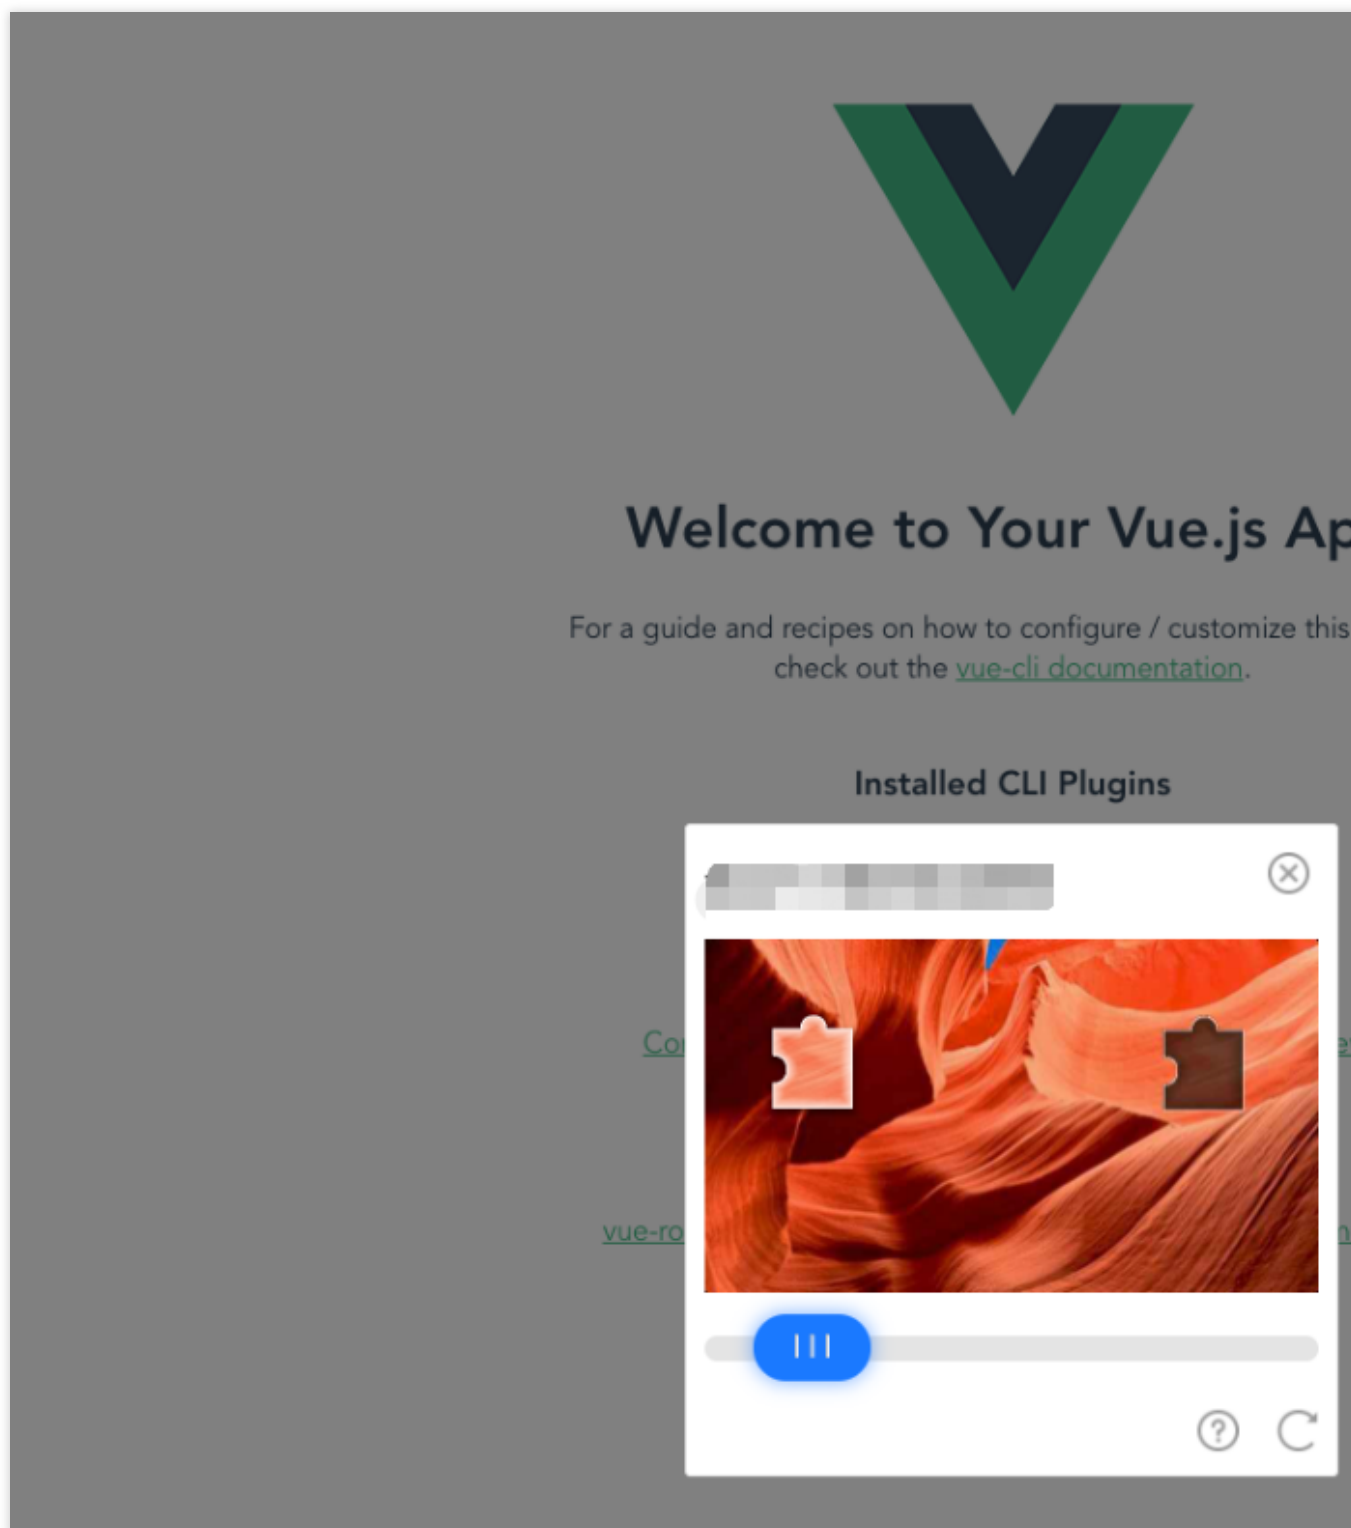 Welcome to Your Vue.js Ap
For a guide and recipes on how to configure / customize this
check out the vue-cli documentation.
Installed CLI Plugins
Co
vue-ro